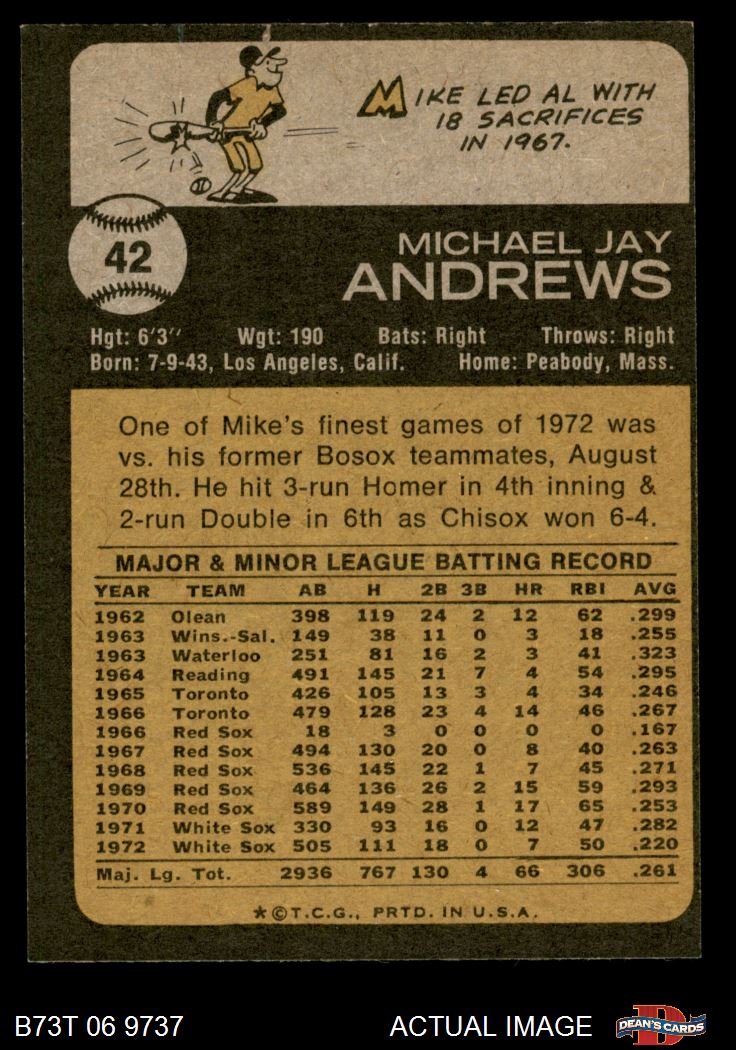 MIKE LED AL WITH
18 SACRIFICES
IN 1967.
42
MICHAEL JAY
ANDREWS
Hgt: 6'3" Wgt: 190 Bats: Right Throws: Right
Born: 7-9-43, Los Angeles, Calif. Home: Peabody, Mass.
One of Mike's finest games of 1972 was
vs. his former Bosox teammates, August
28th. He hit 3-run Homer in 4th inning &
2-run Double in 6th as Chisox won 6-4.
MAJOR & MINOR LEAGUE BATTING RECORD
YEAR TEAM AB H 2B 3B HR RBI AVG
1962 Olean 398 119 24 2 12 62 .299
1963 Wins.-Sal. 149 38 11 0 3 18 .255
1963 Waterloo 251 81 16 2 3 41 .323
1964 Reading 491 145 21 7 4 54 .295
1965 Toronto 426 105 13 3 4 34 .246
1966 Toronto 479 128 23 4 14 46 .267
1966 Red Sox 18 3 0 0 0 0 .167
1967 Red Sox 494 130 20 0 8 40 .263
1968 Red Sox 536 145 22 1 7 45 .271
1969 Red Sox 464 136 26 2 15 59 .293
1970 Red Sox 589 149 28 1 17 65 .253
1971 White Sox 330 93 16 0 12 47 .282
1972 White Sox 505 111 18 0 7 50 .220
Maj. Lg. Tot. 2936 767 130 4 66 306 .261
*©T.C.G., PRTD. IN U.S.A.
B73T 06 9737 ACTUAL IMAGE DEAN'S CARDS